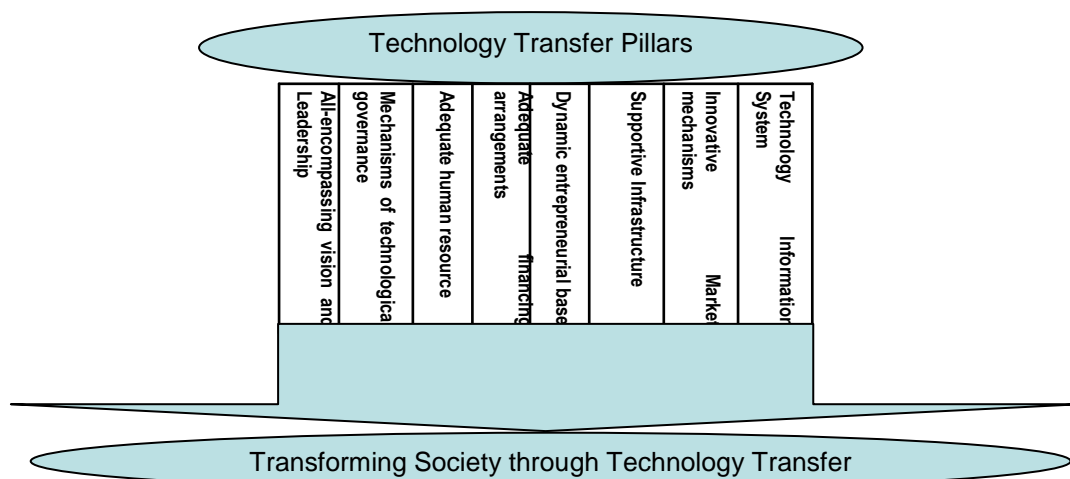 Technology Transfer Pillars
All-encompassing vision and
Leadership
Mechanisms of technologica
governance
Adequate human resource
Adequate financing
arrangements
Dynamic entrepreneurial base
Supportive Infrastructure
Innovative Market
mechanisms
Technology Information
System
Transforming Society through Technology Transfer